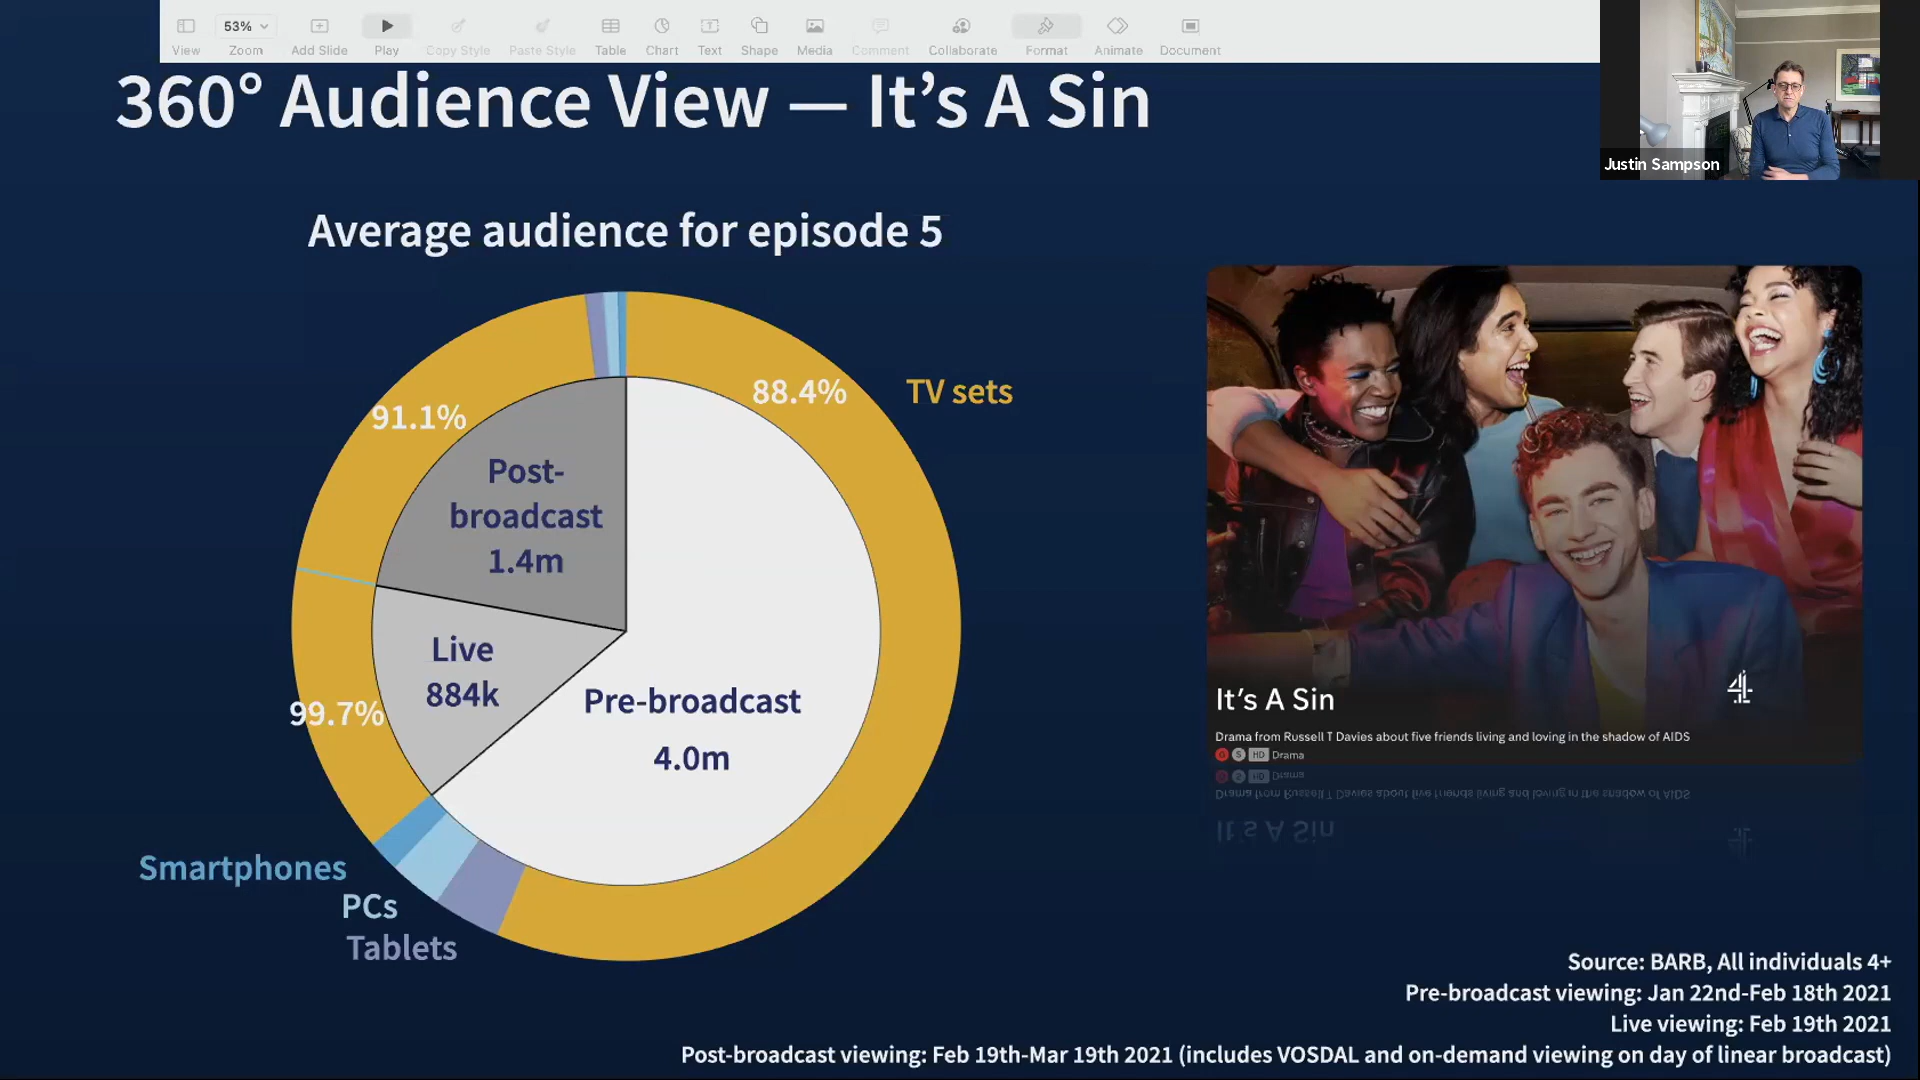 53%
View
Zoom
Add Slide
Play
Copy Style
Paste Style
Table
Chart
Text
Shape
Media
Comment
Collaborate
Format
Animate
Document
Justin Sampson
360° Audience View — It’s A Sin
Average audience for episode 5
88.4%
TV sets
91.1%
Post-
broadcast
1.4m
Live
884k
99.7%
Pre-broadcast
4.0m
Smartphones
PCs
Tablets
It’s A Sin
4
Drama from Russell T Davies about five friends living and loving in the shadow of AIDS
S HD Drama
Source: BARB, All individuals 4+
Pre-broadcast viewing: Jan 22nd-Feb 18th 2021
Live viewing: Feb 19th 2021
Post-broadcast viewing: Feb 19th-Mar 19th 2021 (includes VOSDAL and on-demand viewing on day of linear broadcast)